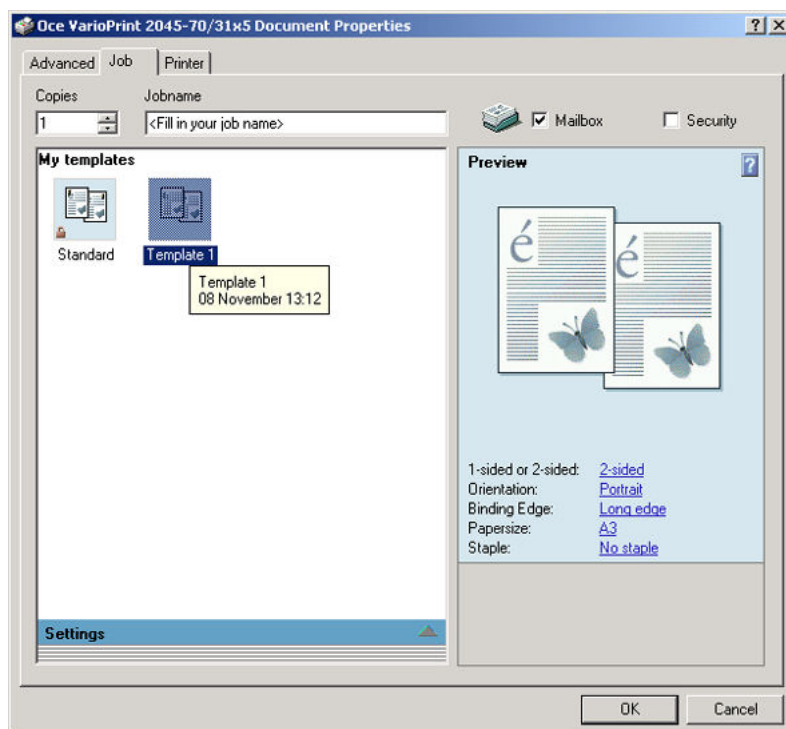 Oce VarioPrint 2045-70/31x5 Document Properties
Advanced Job Printer
Copies Jobname
1 <Fill in your job name> Mailbox Security
My templates
Standard Template 1
Template 1
08 November 13:12
Settings
Preview ?
é é
1-sided or 2-sided: 2-sided
Orientation: Portrait
Binding Edge: Long edge
Papersize: A3
Staple: No staple
OK Cancel